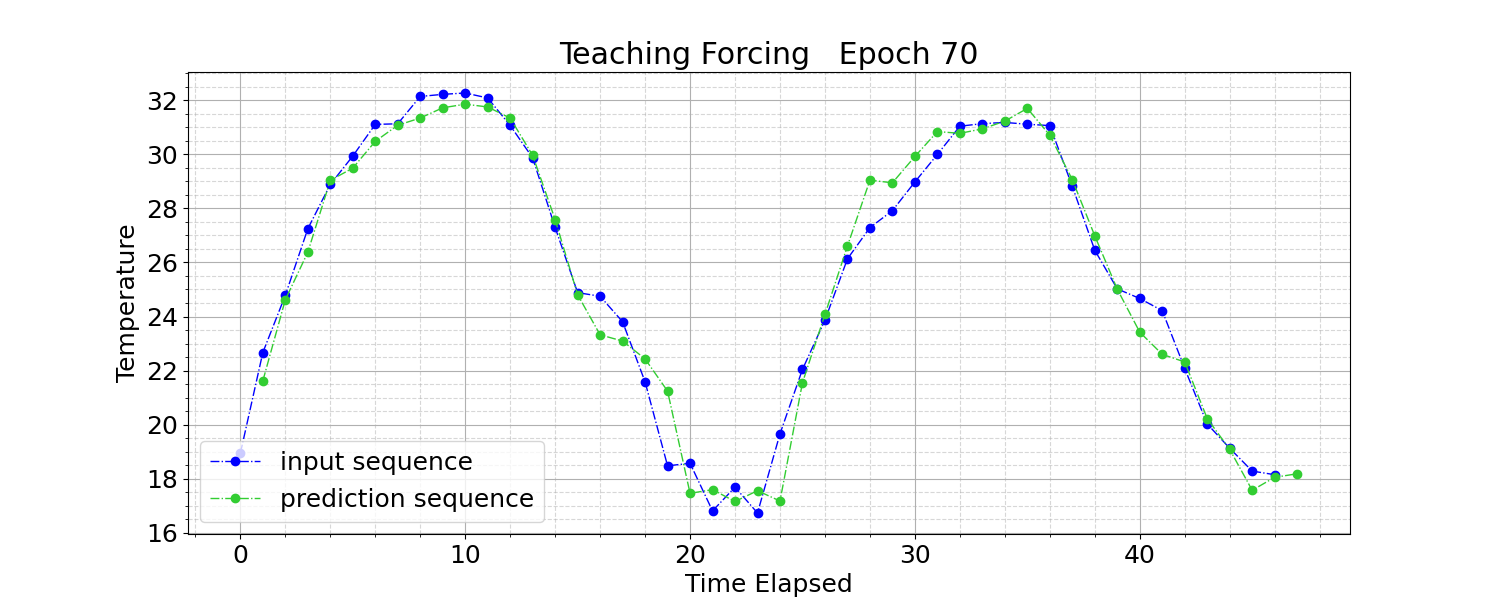 Teaching Forcing   Epoch 70
32
30
28
26
24
22
20
18
16
Temperature
input sequence
prediction sequence
0 10 20 30 40
Time Elapsed